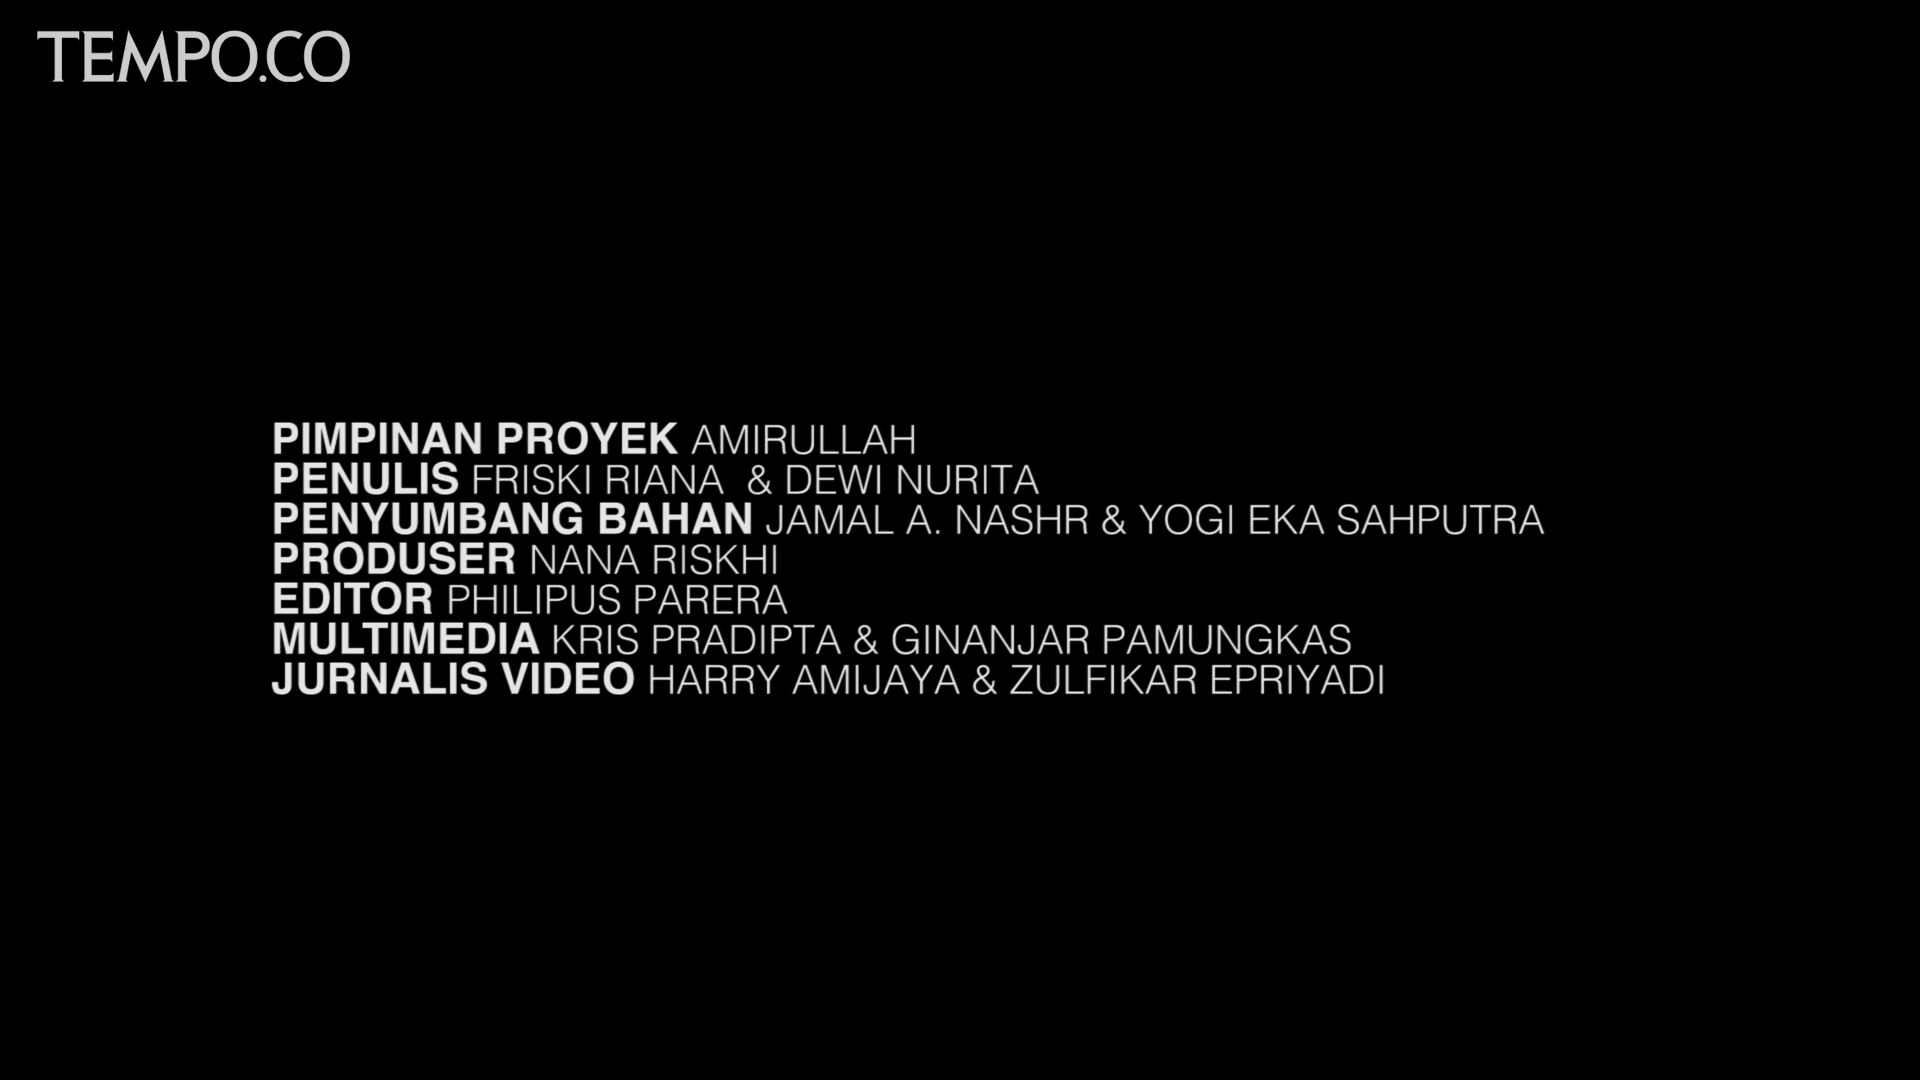 TEMPO.CO
PIMPINAN PROYEK AMIRULLAH
PENULIS FRISKI RIANA & DEWI NURITA
PENYUMBANG BAHAN JAMAL A. NASHR & YOGI EKA SAHPUTRA
PRODUSER NANA RISKHI
EDITOR PHILIPUS PARERA
MULTIMEDIA KRIS PRADIPTA & GINANJAR PAMUNGKAS
JURNALIS VIDEO HARRY AMIJAYA & ZULFIKAR EPRIYADI